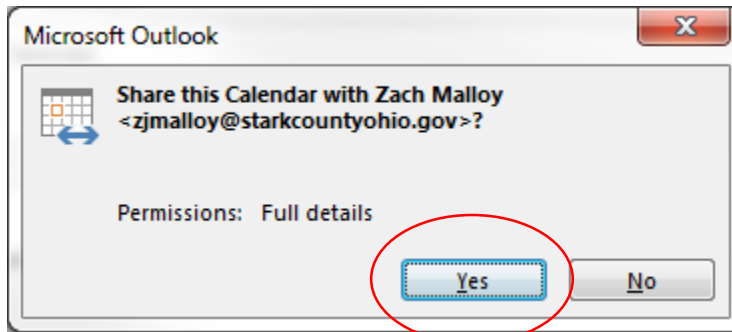 Microsoft Outlook
Share this Calendar with Zach Malloy
<zjmalloy@starkcountyohio.gov>?
Permissions: Full details
Yes No